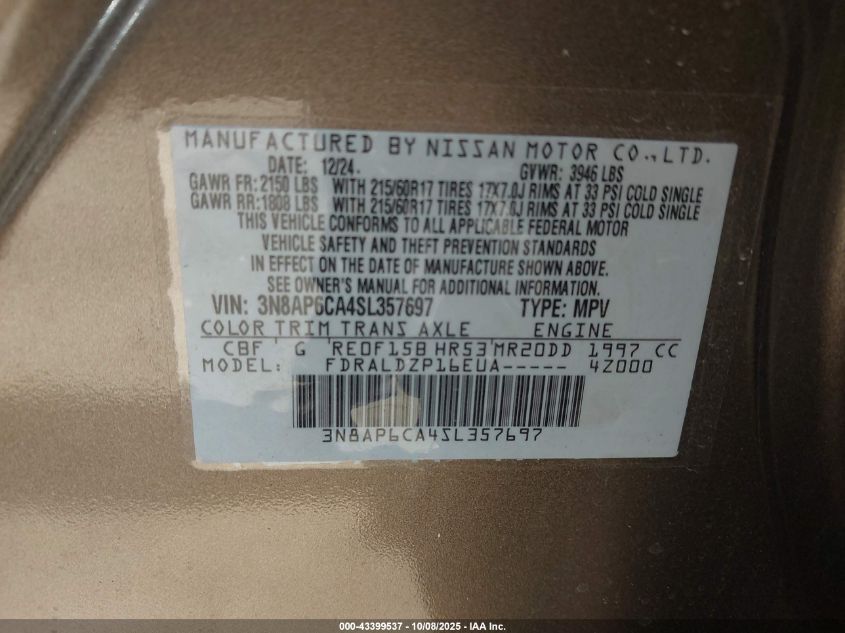 MANUFACTURED BY NISSAN MOTOR CO., LTD.
DATE: 12/24. GVWR: 3946 LBS
GAWR FR: 2150 LBS WITH 215/60R17 TIRES 17X7.0J RIMS AT 33 PSI COLD SINGLE
GAWR RR: 1808 LBS WITH 215/60R17 TIRES 17X7.0J RIMS AT 33 PSI COLD SINGLE
THIS VEHICLE CONFORMS TO ALL APPLICABLE FEDERAL MOTOR
VEHICLE SAFETY AND THEFT PREVENTION STANDARDS
IN EFFECT ON THE DATE OF MANUFACTURE SHOWN ABOVE.
SEE OWNER'S MANUAL FOR ADDITIONAL INFORMATION.
VIN: 3N8AP6CA4SL357697 TYPE: MPV
COLOR TRIM TRANS AXLE ENGINE
CBF G RE0F15B HR53 MR20DD 1997 CC
MODEL: FDRALDZP16EUA----- 4Z000
3N8AP6CA4SL357697
000-43399537 - 10/08/2025 - IAA Inc.